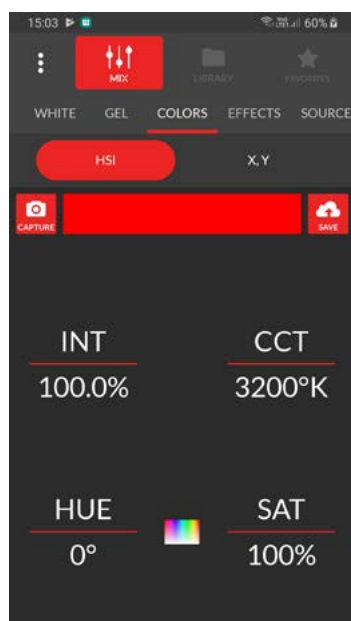 15:03 60%
MIX LIBRARY FAVORITES
WHITE GEL COLORS EFFECTS SOURCE
HSI X,Y
CAPTURE SAVE
INT CCT
100.0% 3200°K
HUE SAT
0° 100%